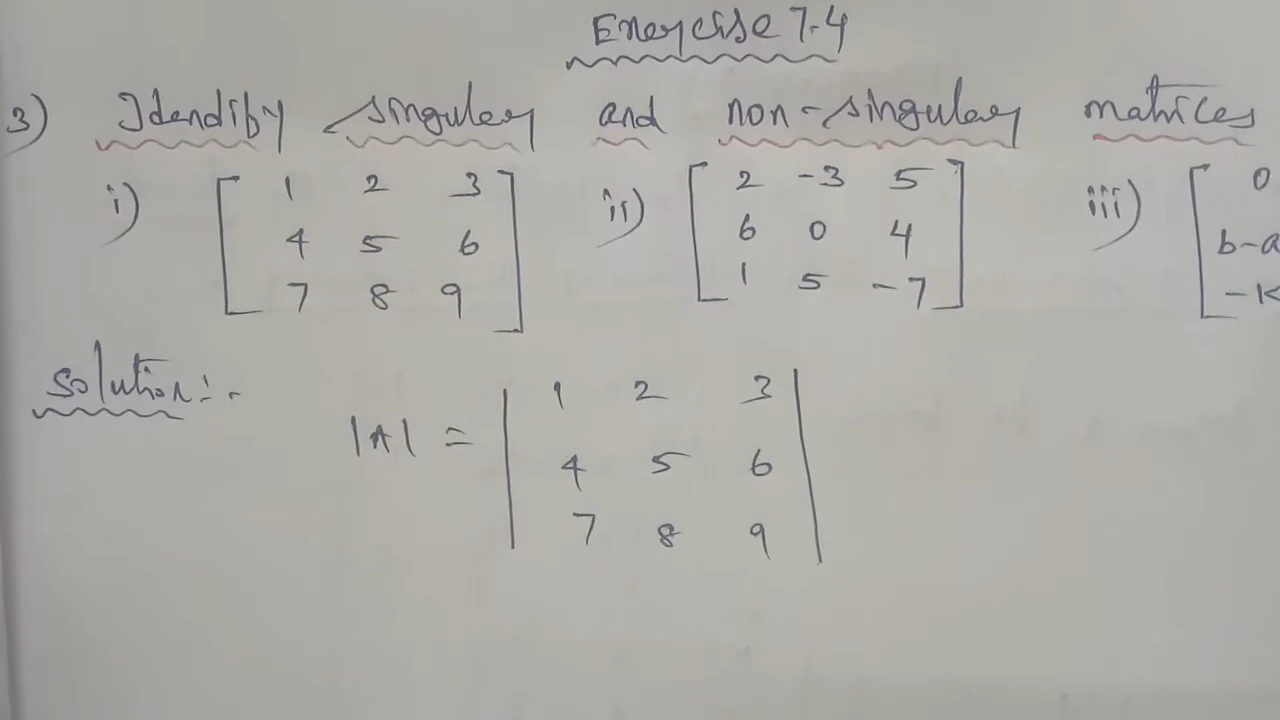 Exercise 7.4
3) Idendify singular and non-singular matrices
i) [ 1 2 3 ii) [ 2 -3 5 iii) [ 0
4 5 6 6 0 4 b-a
7 8 9 ] 1 5 -7 ] -k
Solution:-
|A| = | 1 2 3
4 5 6
7 8 9 |